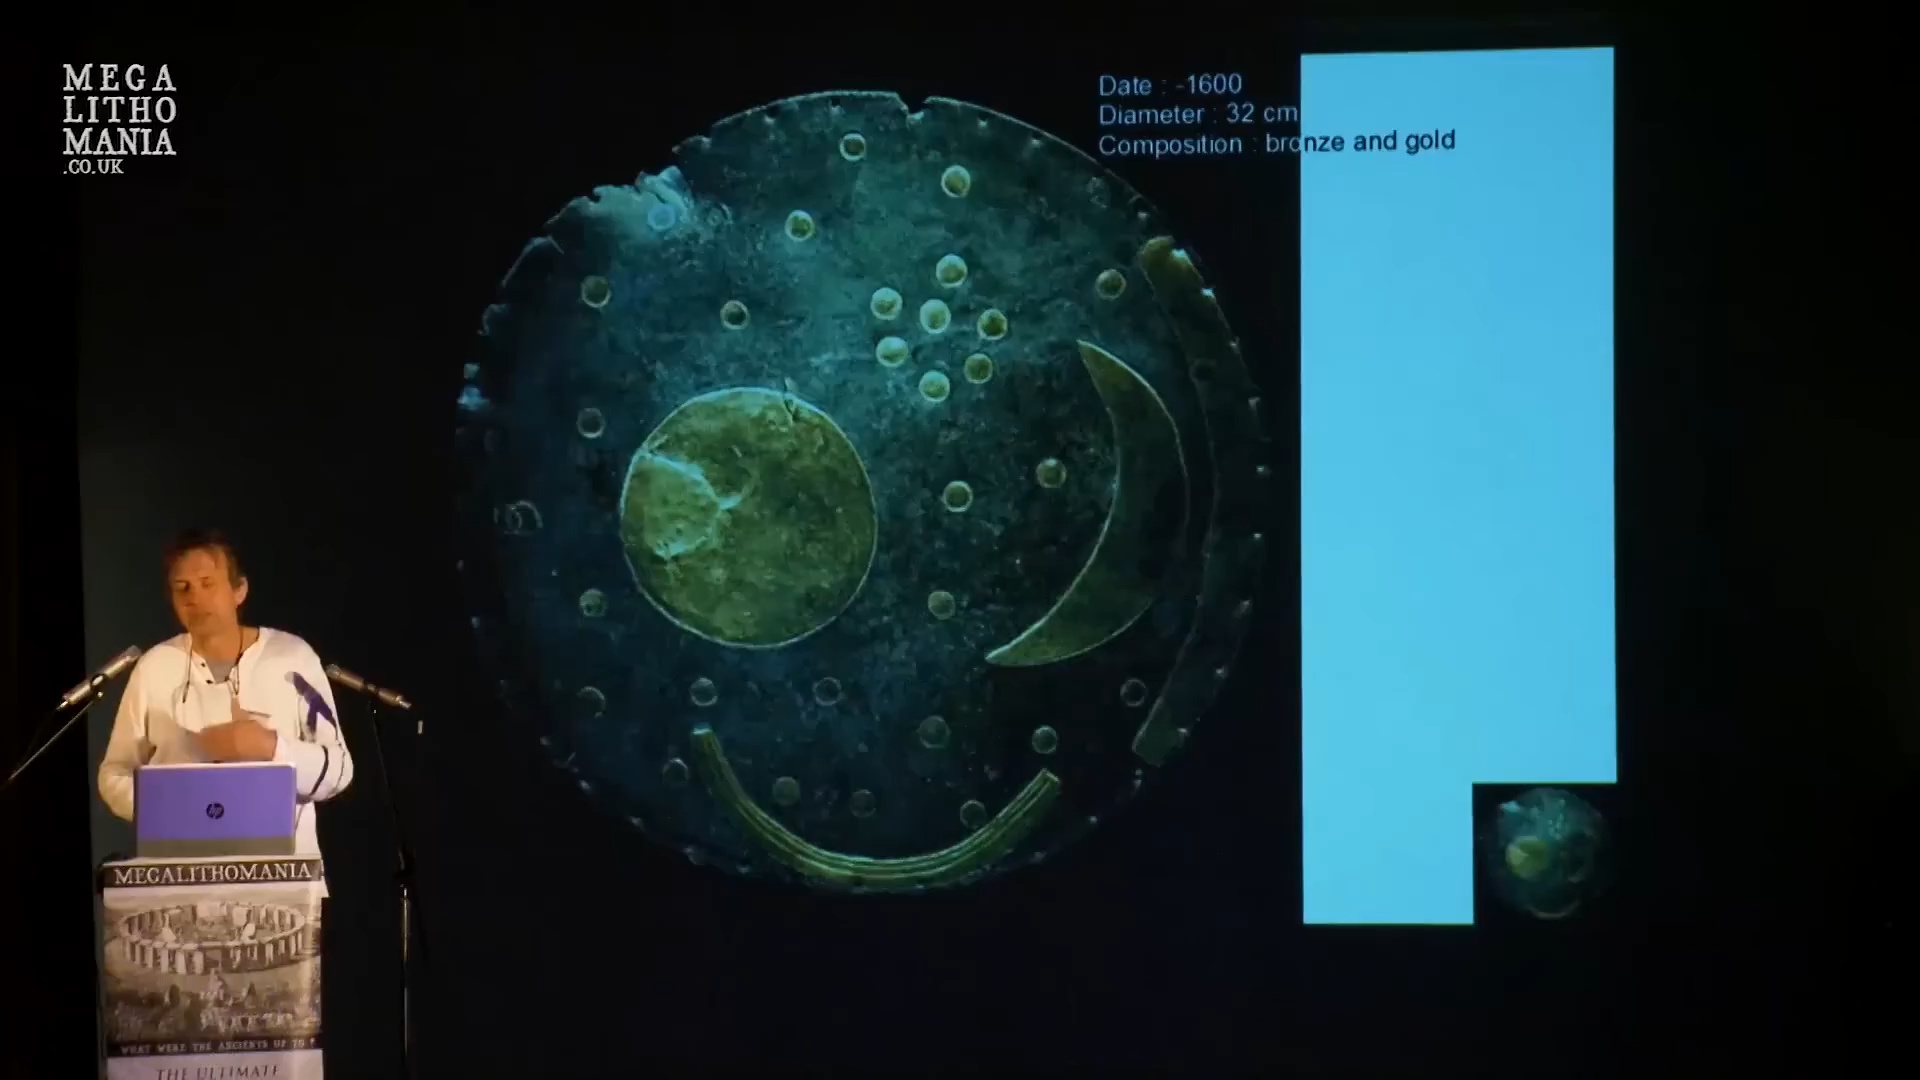 MEGA
LITHO
MANIA
.CO.UK
Date : -1600
Diameter : 32 cm
Composition : bronze and gold
hp
MEGALITHOMANIA
WHAT WERE THE ANCIENTS UP TO ?
THE ULTIMATE